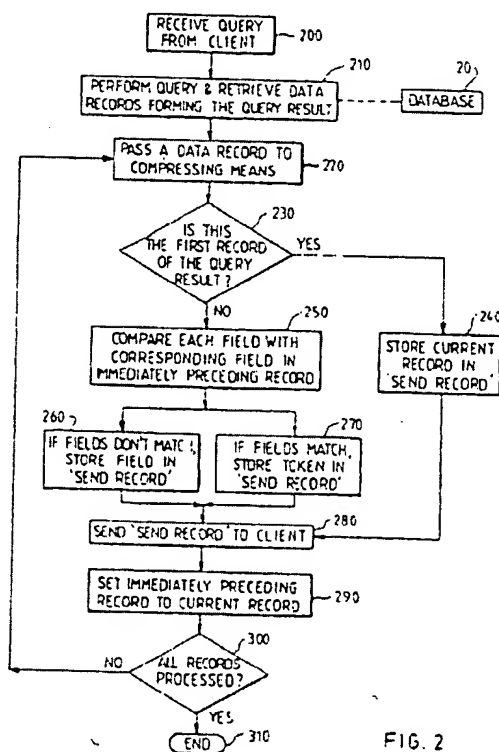 RECEIVE QUERY
FROM CLIENT
200
210
PERFORM QUERY & RETRIEVE DATA
RECORDS FORMING THE QUERY RESULT
20
DATABASE
PASS A DATA RECORD TO
COMPRESSING MEANS
220
230
IS THIS
THE FIRST RECORD
OF THE QUERY
RESULT?
YES
NO
250
COMPARE EACH FIELD WITH
CORRESPONDING FIELD IN
IMMEDIATELY PRECEDING RECORD
240
STORE CURRENT
RECORD IN
'SEND RECORD'
260
IF FIELDS DON'T MATCH,
STORE FIELD IN
'SEND RECORD'
270
IF FIELDS MATCH,
STORE TOKEN IN
'SEND RECORD'
SEND 'SEND RECORD' TO CLIENT
280
SET IMMEDIATELY PRECEDING
RECORD TO CURRENT RECORD
290
300
NO
ALL RECORDS
PROCESSED?
YES
END
310
FIG. 2